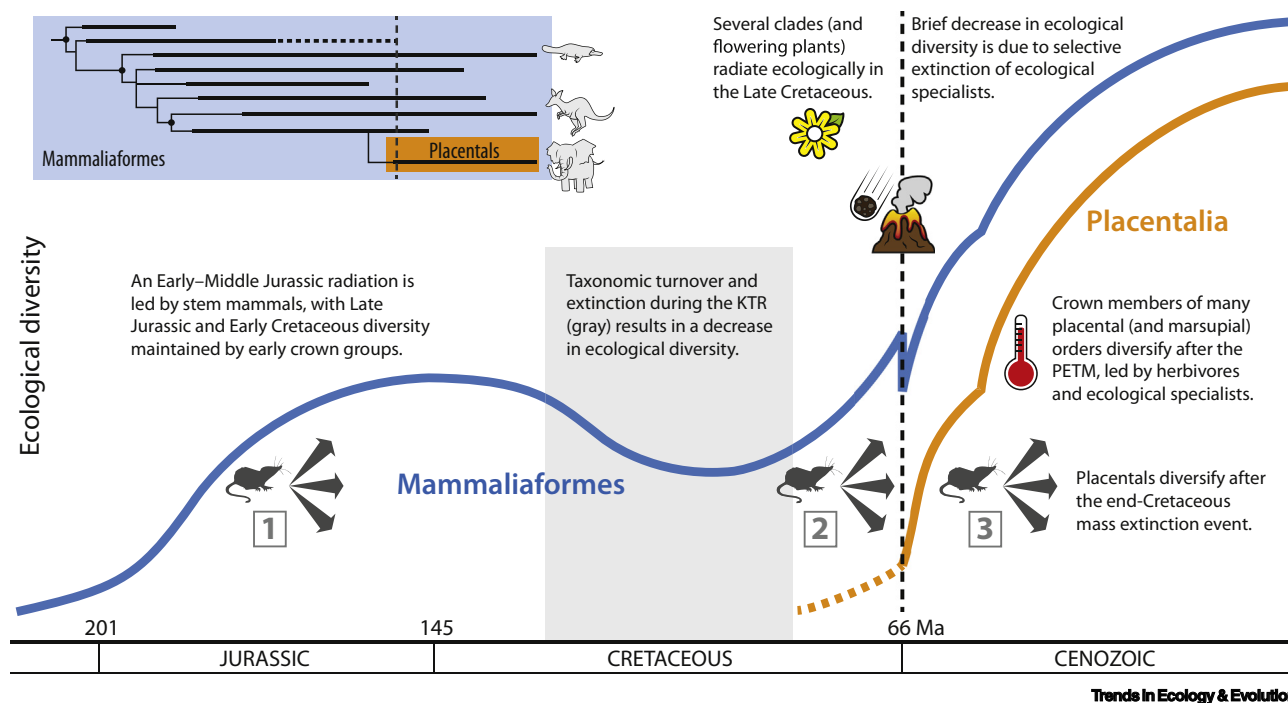 Mammaliaformes
Placentals
Several clades (and
flowering plants)
radiate ecologically in
the Late Cretaceous.
Brief decrease in ecological
diversity is due to selective
extinction of ecological
specialists.
Ecological diversity
An Early–Middle Jurassic radiation is
led by stem mammals, with Late
Jurassic and Early Cretaceous diversity
maintained by early crown groups.
Taxonomic turnover and
extinction during the KTR
(gray) results in a decrease
in ecological diversity.
Placentalia
Crown members of many
placental (and marsupial)
orders diversify after the
PETM, led by herbivores
and ecological specialists.
Mammaliaformes
1
2
3
Placentals diversify after
the end-Cretaceous
mass extinction event.
201
145
66 Ma
JURASSIC
CRETACEOUS
CENOZOIC
Trends in Ecology & Evolution